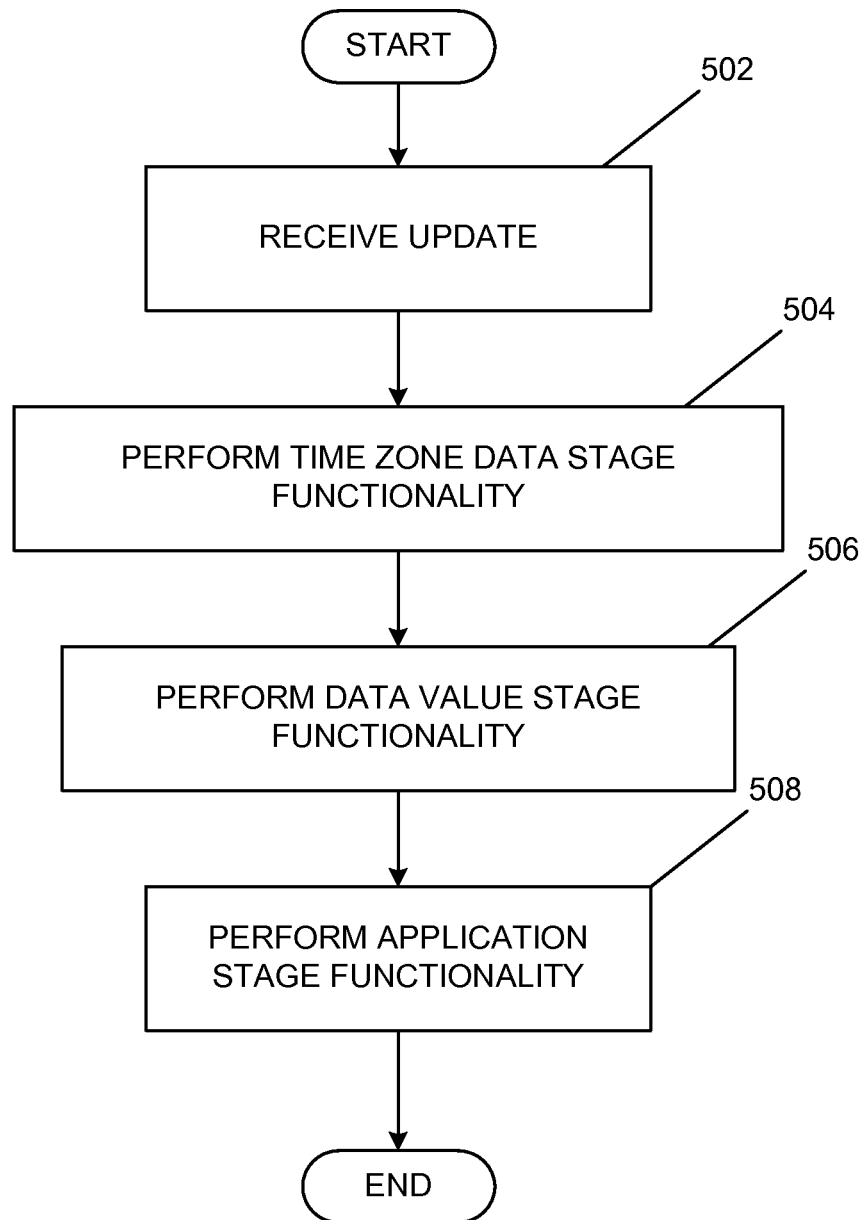 START
502
RECEIVE UPDATE
504
PERFORM TIME ZONE DATA STAGE
FUNCTIONALITY
506
PERFORM DATA VALUE STAGE
FUNCTIONALITY
508
PERFORM APPLICATION
STAGE FUNCTIONALITY
END